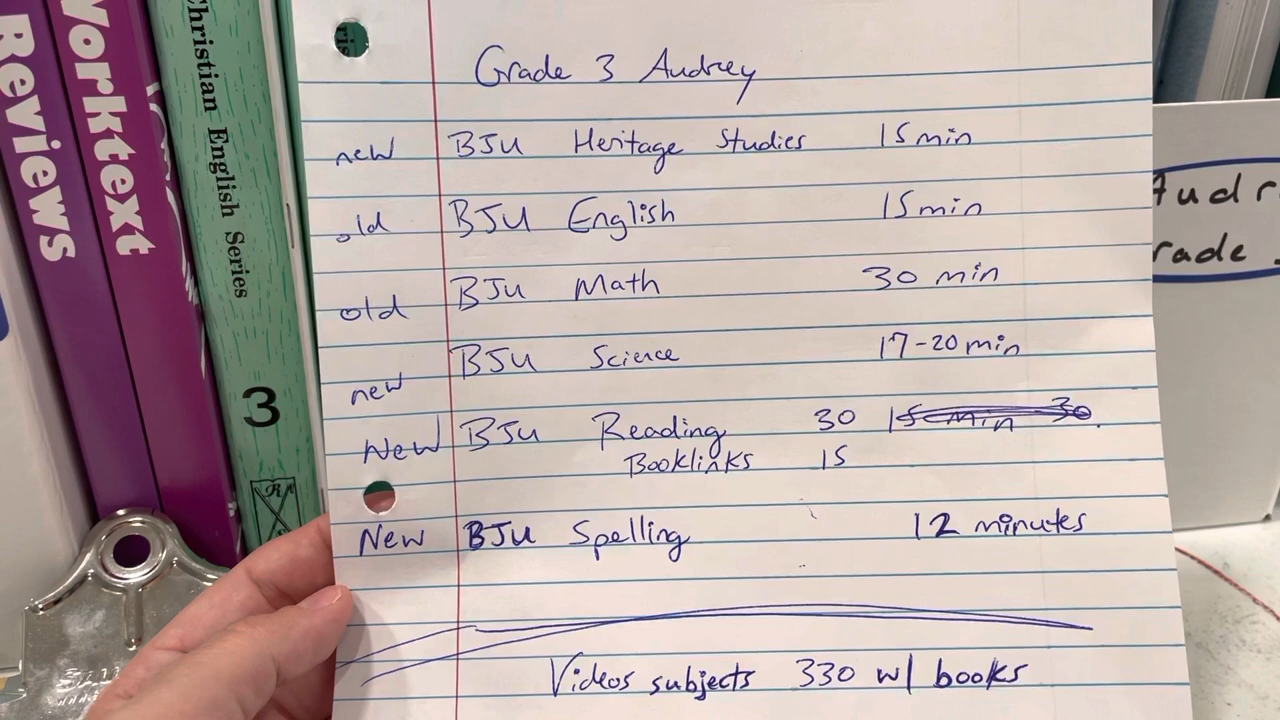 Reviews
Worktext
Christian English Series
3
Grade 3 Audrey
new BJU Heritage Studies 15 min
old BJU English 15 min
old BJU Math 30 min
new BJU Science 17-20 min
New BJU Reading 30 15 min 30
Booklinks 15
New BJU Spelling 12 minutes
Videos subjects 330 w/ books
Audr
rade